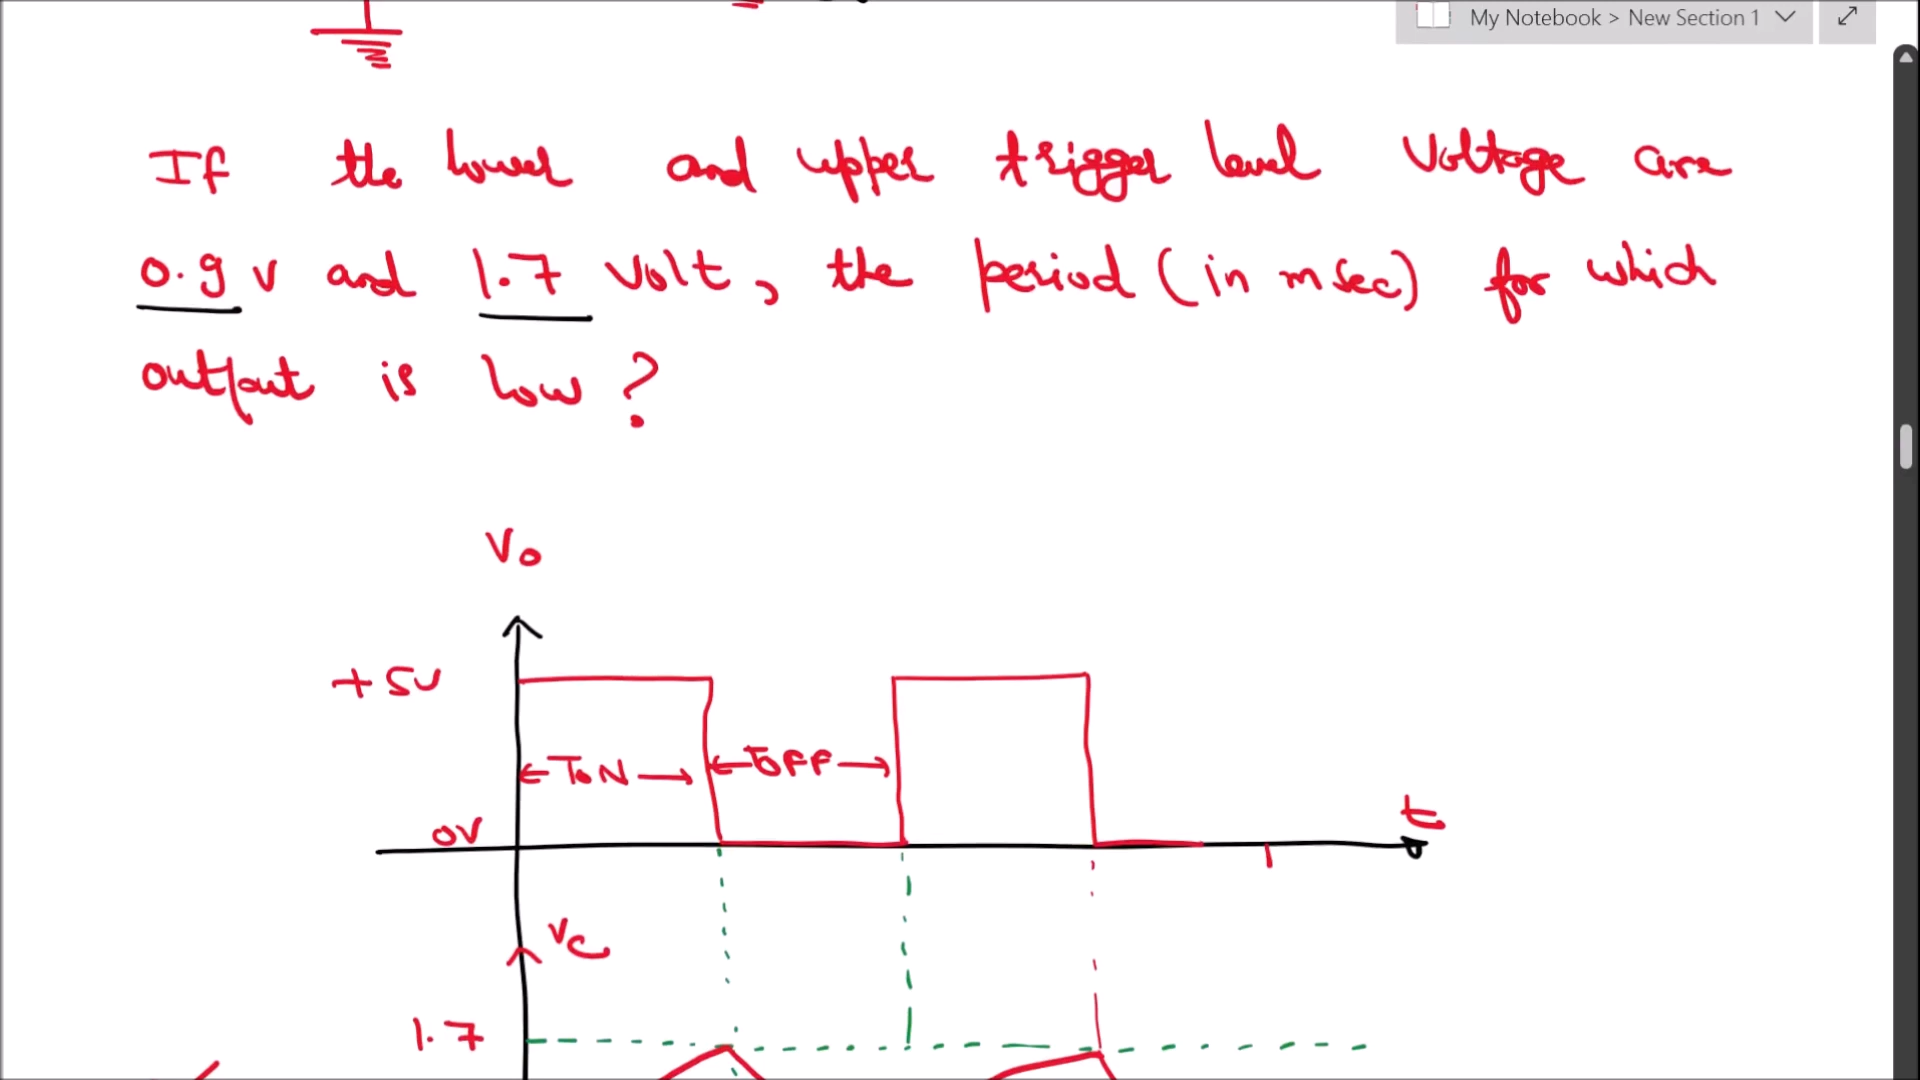 My Notebook > New Section 1
If the lower and upper trigger level voltage are
0.9 v and 1.7 Volt, the period (in msec) for which
output is low ?
Vo
+5V
← TON → ← TOFF →
0V
t
Vc
1.7